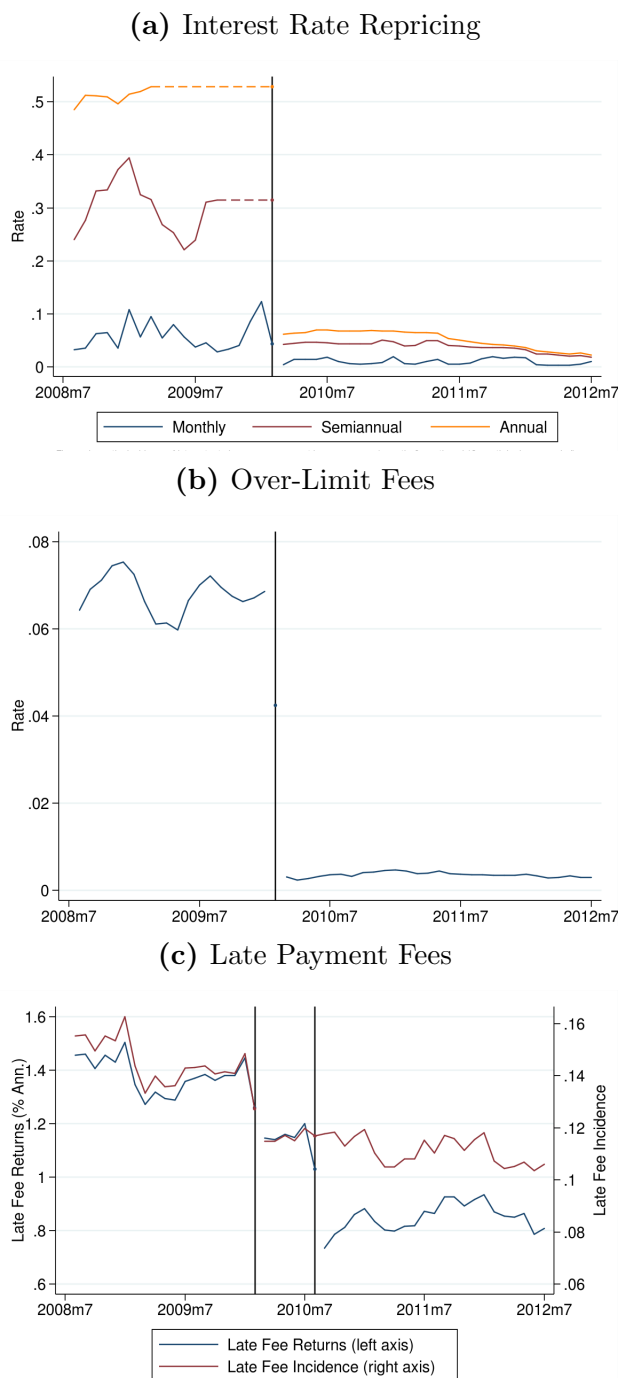 (a) Interest Rate Repricing
.5
.4
.3
.2
.1
0
Rate
2008m7 2009m7 2010m7 2011m7 2012m7
Monthly Semiannual Annual
(b) Over-Limit Fees
.08
.06
.04
.02
0
Rate
2008m7 2009m7 2010m7 2011m7 2012m7
(c) Late Payment Fees
1.6
1.4
1.2
1
.8
.6
Late Fee Returns (% Ann.)
.16
.14
.12
.1
.08
.06
Late Fee Incidence
2008m7 2009m7 2010m7 2011m7 2012m7
Late Fee Returns (left axis)
Late Fee Incidence (right axis)